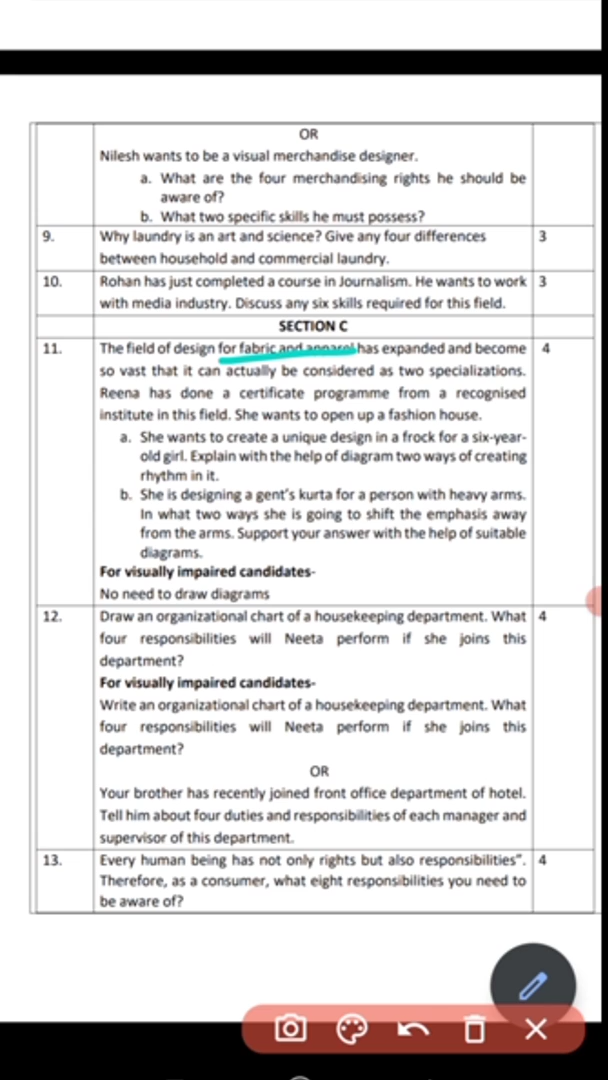 OR
Nilesh wants to be a visual merchandise designer.
a. What are the four merchandising rights he should be
aware of?
b. What two specific skills he must possess?
9. Why laundry is an art and science? Give any four differences 3
between household and commercial laundry.
10. Rohan has just completed a course in Journalism. He wants to work 3
with media industry. Discuss any six skills required for this field.
SECTION C
11. The field of design for fabric and apparel has expanded and become 4
so vast that it can actually be considered as two specializations.
Reena has done a certificate programme from a recognised
institute in this field. She wants to open up a fashion house.
a. She wants to create a unique design in a frock for a six-year-
old girl. Explain with the help of diagram two ways of creating
rhythm in it.
b. She is designing a gent's kurta for a person with heavy arms.
In what two ways she is going to shift the emphasis away
from the arms. Support your answer with the help of suitable
diagrams.
For visually impaired candidates-
No need to draw diagrams
12. Draw an organizational chart of a housekeeping department. What 4
four responsibilities will Neeta perform if she joins this
department?
For visually impaired candidates-
Write an organizational chart of a housekeeping department. What
four responsibilities will Neeta perform if she joins this
department?
OR
Your brother has recently joined front office department of hotel.
Tell him about four duties and responsibilities of each manager and
supervisor of this department.
13. Every human being has not only rights but also responsibilities". 4
Therefore, as a consumer, what eight responsibilities you need to
be aware of?